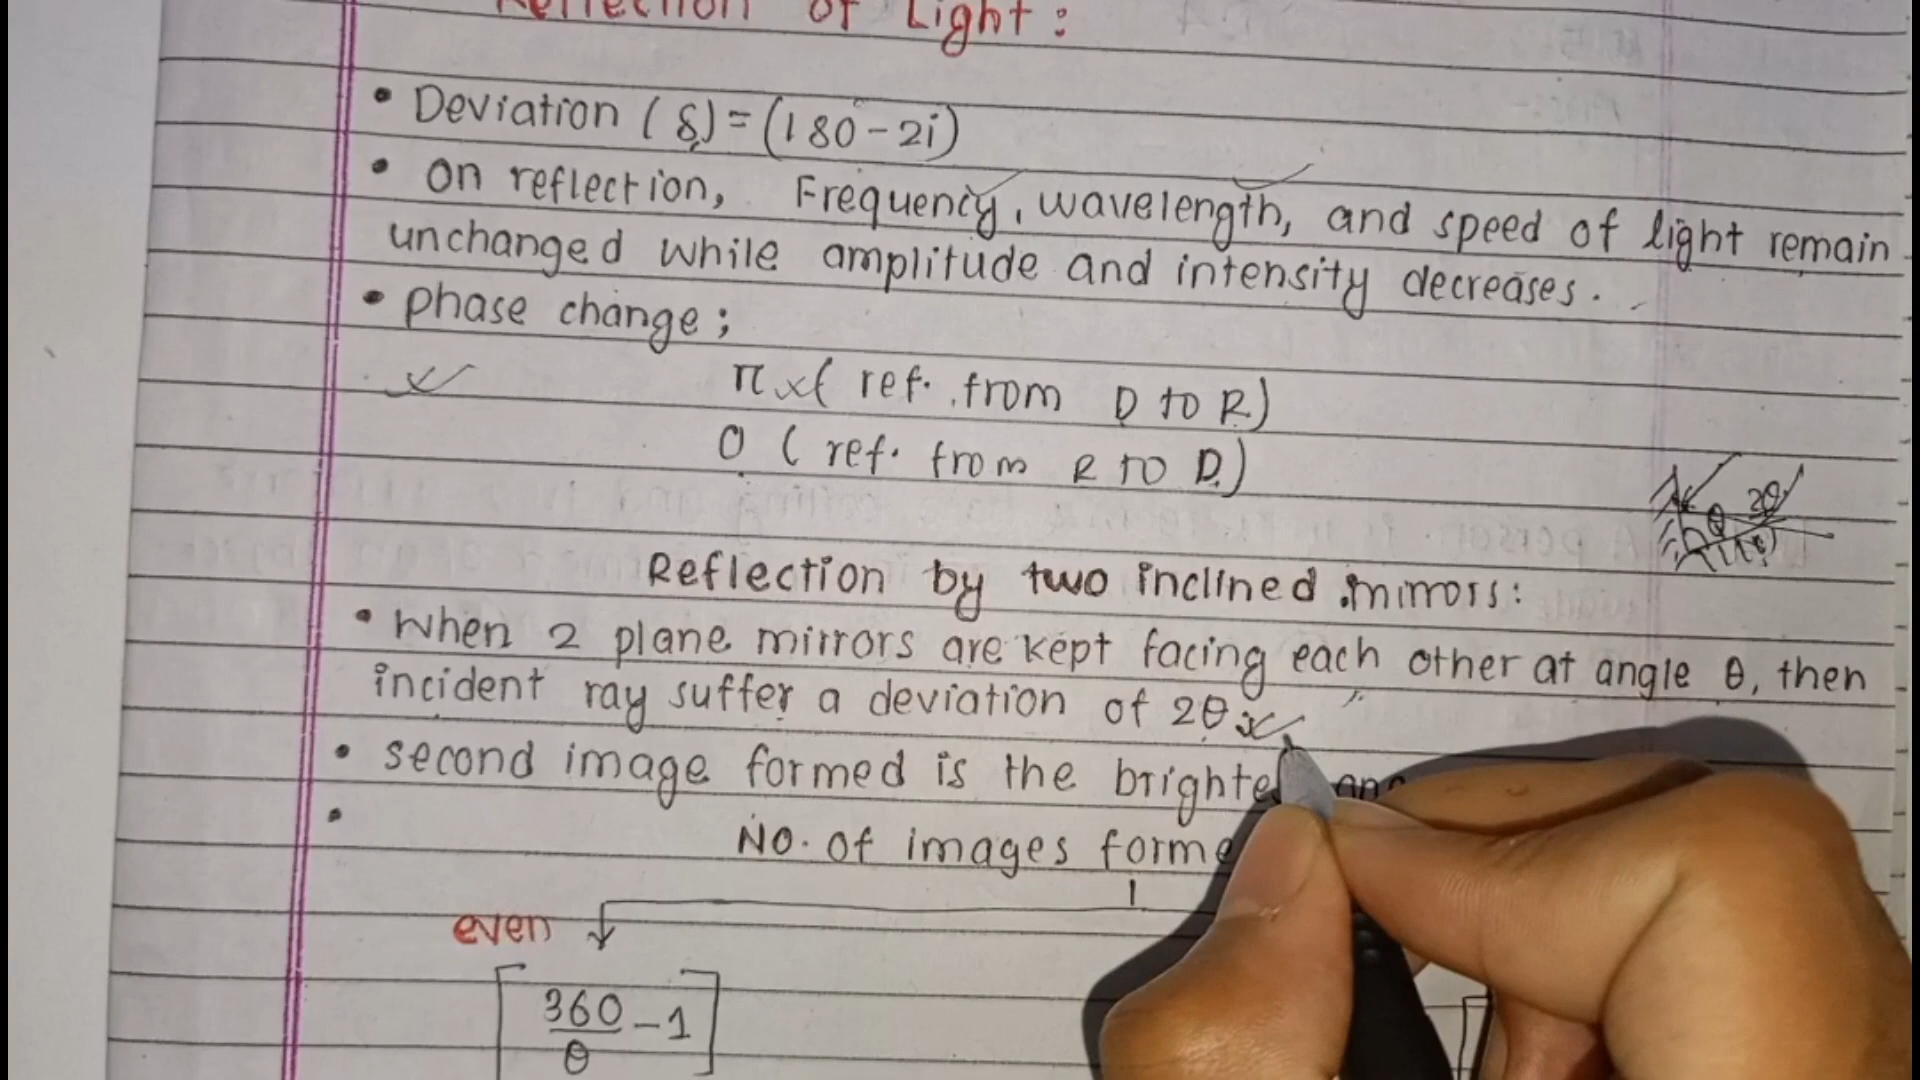 Reflection of Light:
• Deviation (δ) = (180 - 2i)
• on reflection, Frequency, wavelength, and speed of light remain
unchanged while amplitude and intensity decreases.
• phase change;
π (ref. from D to R)
0 (ref. from R to D)
θ 2θ
Reflection by two inclined mirrors:
• when 2 plane mirrors are kept facing each other at angle θ, then
incident ray suffer a deviation of 2θ
• second image formed is the
• No. of images
even
[360/θ - 1]